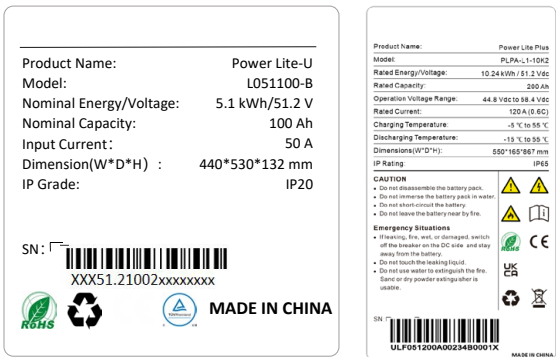 Product Name: Power Lite-U
Model: L051100-B
Nominal Energy/Voltage: 5.1 kWh/51.2 V
Nominal Capacity: 100 Ah
Input Current: 50 A
Dimension(W*D*H) : 440*530*132 mm
IP Grade: IP20
SN:
XXX51.21002xxxxxxxx
RoHS
MADE IN CHINA
Product Name: Power Lite Plus
Model: PLPA-L1-10K2
Rated Energy/Voltage: 10.24 kWh / 51.2 Vdc
Rated Capacity: 200 Ah
Operation Voltage Range: 44.8 Vdc to 58.4 Vdc
Rated Current: 120 A (0.6C)
Charging Temperature: -5 °C to 55 °C
Discharging Temperature: -15 °C to 55 °C
Dimensions(W*D*H): 550*165*867 mm
IP Rating: IP65
CAUTION
• Do not disassemble the battery pack.
• Do not immerse the battery pack in water.
• Do not short-circuit the battery.
• Do not leave the battery near by fire.
Emergency Situations
• If leaking, fire, wet, or damaged, switch
off the breaker on the DC side and stay
away from the battery.
• Do not touch the leaking liquid.
• Do not use water to extinguish the fire.
Sand or dry powder extinguisher is
usable.
RoHS
CE
UK
CA
SN
ULF051200A00234B0001X
MADE IN CHINA